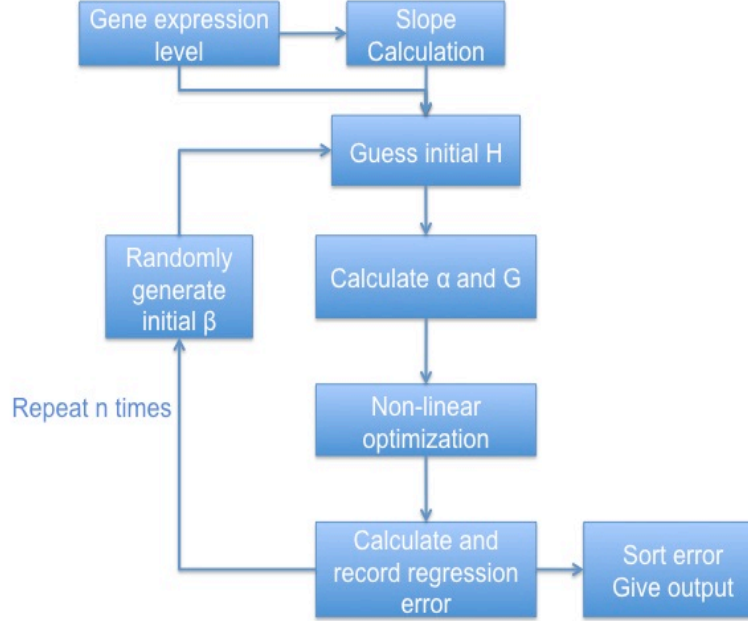 Gene expression
level
Slope
Calculation
Guess initial H
Randomly
generate
initial β
Calculate α and G
Repeat n times
Non-linear
optimization
Calculate and
record regression
error
Sort error
Give output